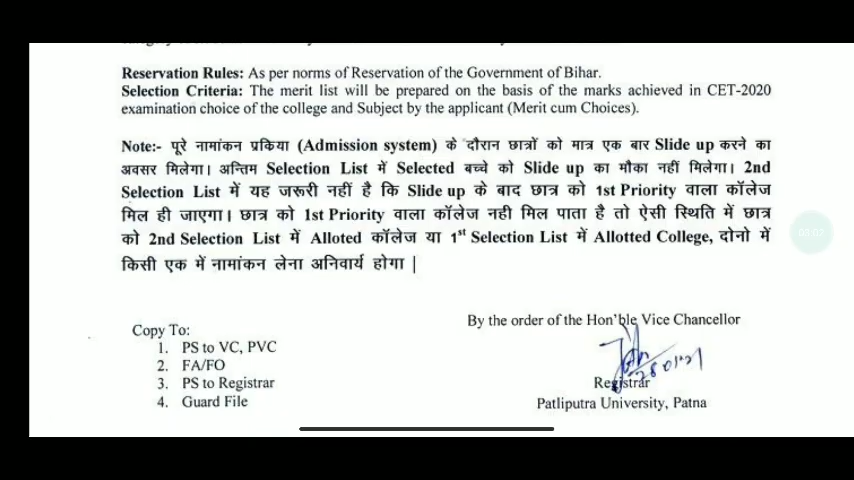 Reservation Rules: As per norms of Reservation of the Government of Bihar.
Selection Criteria: The merit list will be prepared on the basis of the marks achieved in CET-2020
examination choice of the college and Subject by the applicant (Merit cum Choices).
Note:- पूरे नामांकन प्रकिया (Admission system) के दौरान छात्रों को मात्र एक बार Slide up करने का
अवसर मिलेगा। अन्तिम Selection List में Selected बच्चे को Slide up का मौका नहीं मिलेगा। 2nd
Selection List में यह जरूरी नहीं है कि Slide up के बाद छात्र को 1st Priority वाला कॉलेज
मिल ही जाएगा। छात्र को 1st Priority वाला कॉलेज नही मिल पाता है तो ऐसी स्थिति में छात्र
को 2nd Selection List में Alloted कॉलेज या 1st Selection List में Allotted College, दोनो में
किसी एक में नामांकन लेना अनिवार्य होगा |
By the order of the Hon'ble Vice Chancellor
Copy To:
1. PS to VC, PVC
2. FA/FO
3. PS to Registrar
4. Guard File
28/01/21
Registrar
Patliputra University, Patna